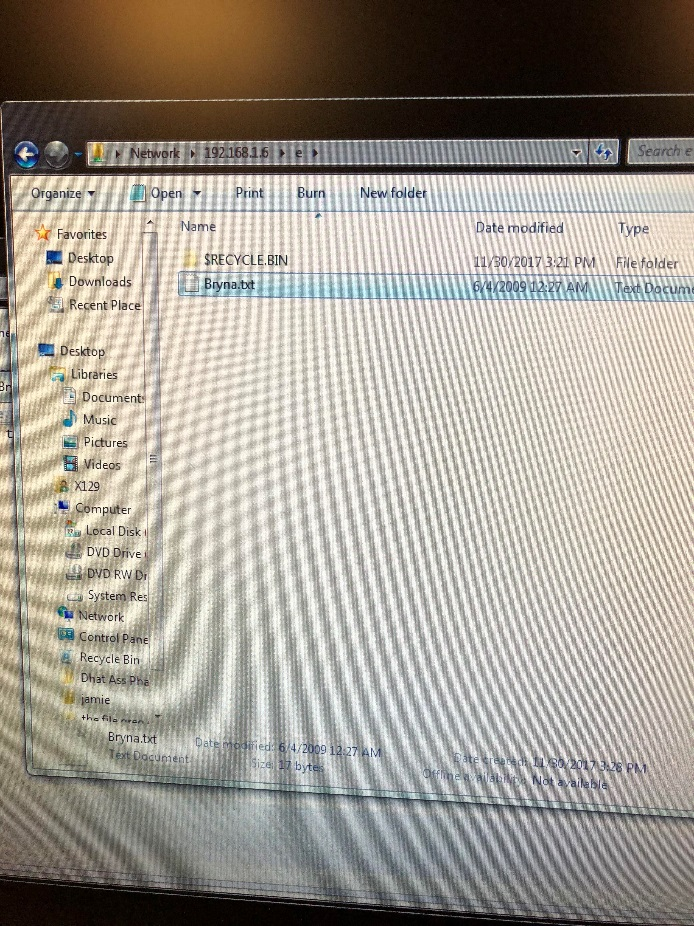 Network 192.168.1.6 e Search e
Organize Open Print Burn New folder
Name Date modified Type
Favorites
Desktop
Downloads
Recent Place
$RECYCLE.BIN 11/30/2017 3:21 PM File folder
Bryna.txt 6/4/2009 12:27 AM Text Docume
Desktop
Libraries
Document
Music
Pictures
Videos
X129
Computer
Local Disk
DVD Drive
DVD RW Dr
System Res
Network
Control Pane
Recycle Bin
Dhat Ass Pha
jamie
the file
Bryna.txt Date modified: 6/4/2009 12:27 AM Date created: 11/30/2017 3:28 PM
Text Document Size: 17 bytes Offline availability: Not available